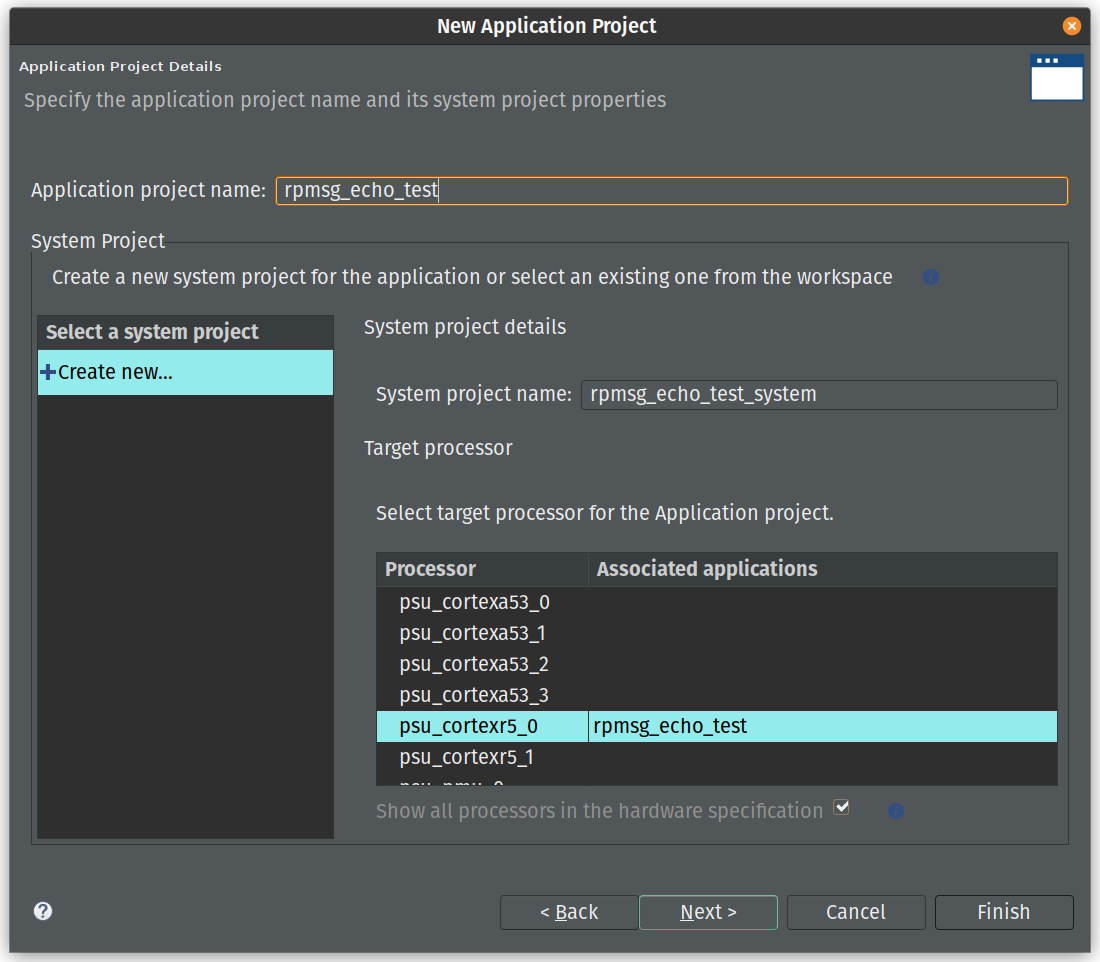 New Application Project
Application Project Details
Specify the application project name and its system project properties
Application project name: rpmsg_echo_test
System Project
Create a new system project for the application or select an existing one from the workspace
Select a system project
Create new...
System project details
System project name: rpmsg_echo_test_system
Target processor
Select target processor for the Application project.
Processor Associated applications
psu_cortexa53_0
psu_cortexa53_1
psu_cortexa53_2
psu_cortexa53_3
psu_cortexr5_0 rpmsg_echo_test
psu_cortexr5_1
Show all processors in the hardware specification
< Back Next > Cancel Finish